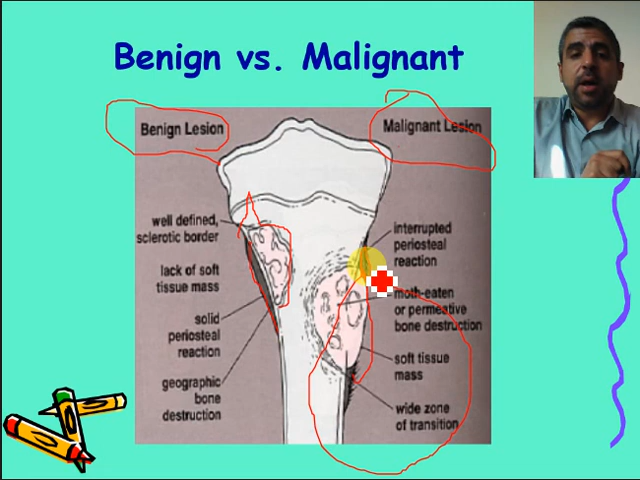 Benign vs. Malignant
Benign Lesion
Malignant Lesion
well defined,
sclerotic border
lack of soft
tissue mass
solid
periosteal
reaction
geographic
bone
destruction
interrupted
periosteal
reaction
moth-eaten
or permeative
bone destruction
soft tissue
mass
wide zone
of transition